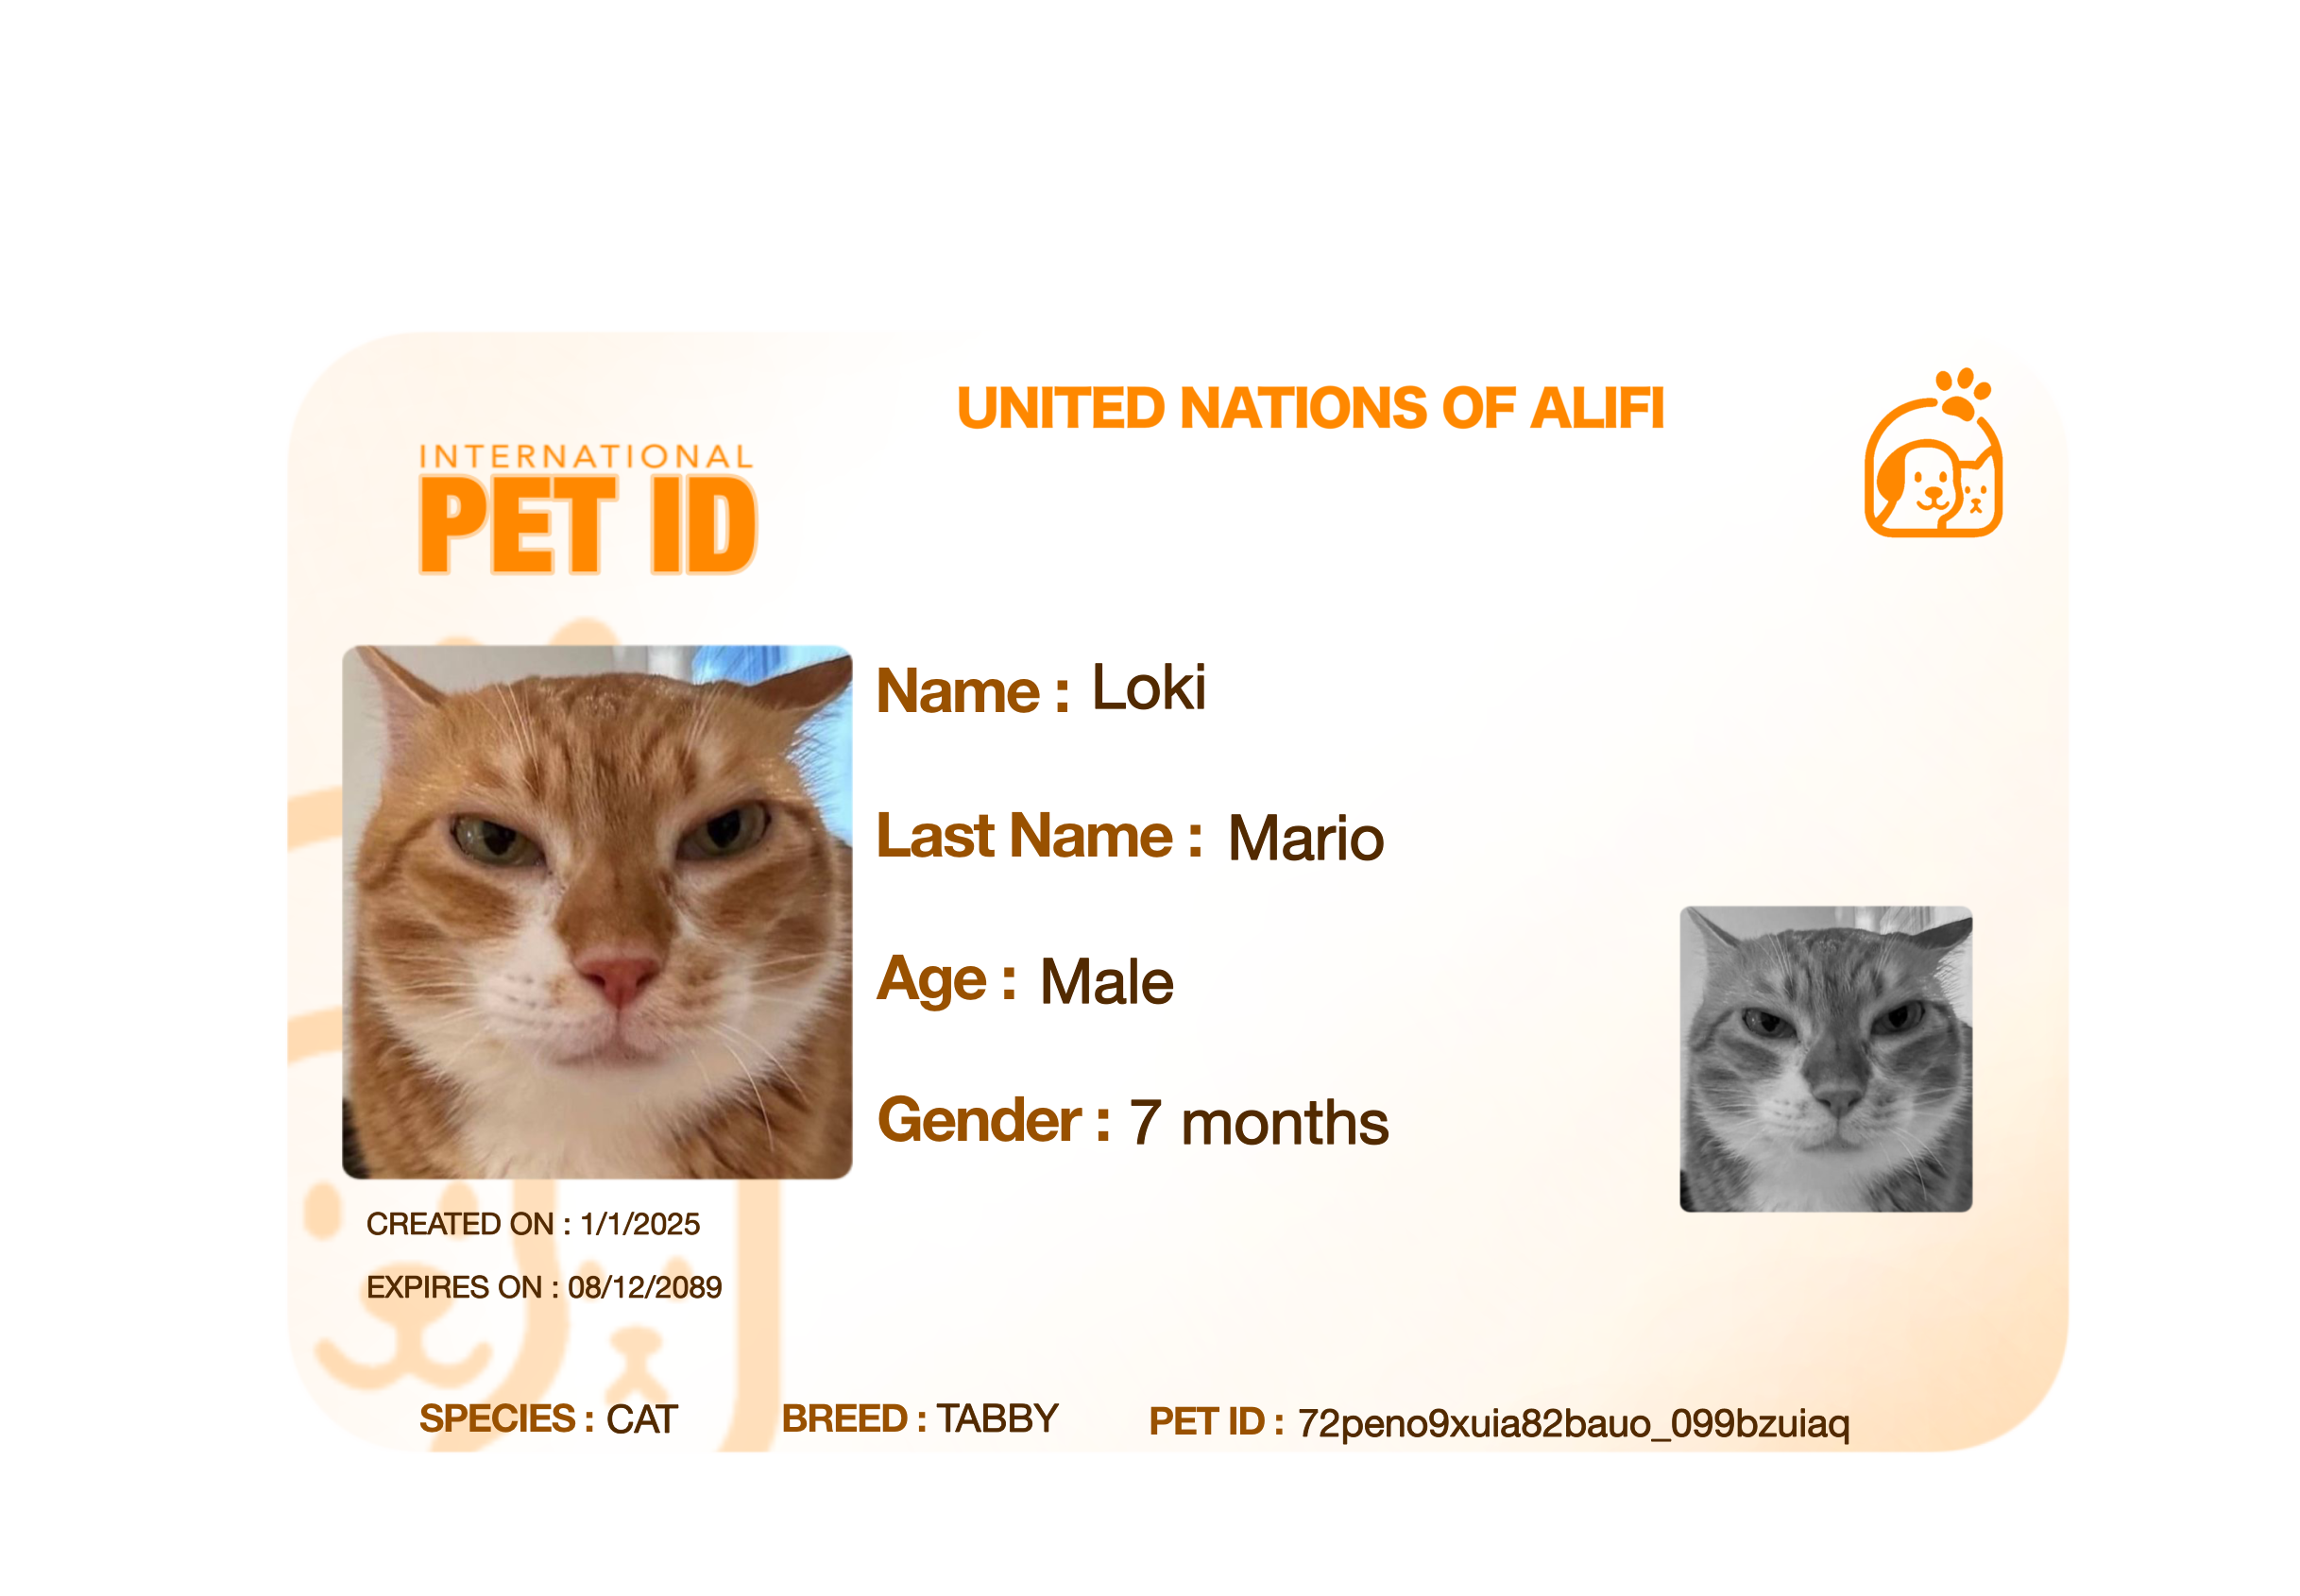 UNITED NATIONS OF ALIFI
INTERNATIONAL
PET ID
Name : Loki
Last Name : Mario
Age : Male
Gender : 7 months
CREATED ON : 1/1/2025
EXPIRES ON : 08/12/2089
SPECIES : CAT BREED : TABBY PET ID : 72peno9xuia82bauo_099bzuiaq